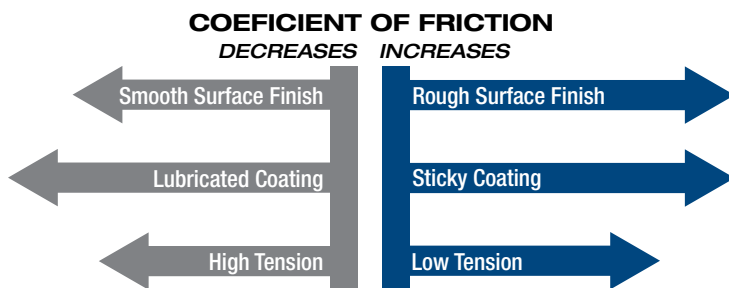 COEFICIENT OF FRICTION
DECREASES INCREASES
Smooth Surface Finish
Rough Surface Finish
Lubricated Coating
Sticky Coating
High Tension
Low Tension